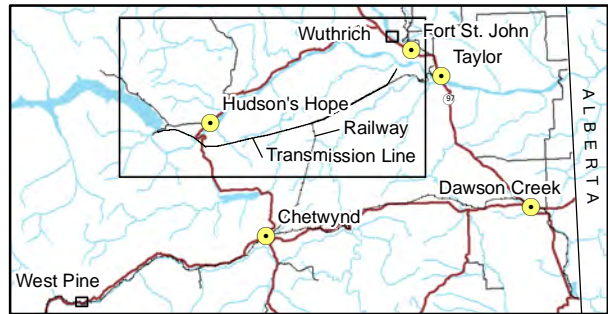 Wuthrich
Fort St. John
Taylor
97
Hudson's Hope
Railway
Transmission Line
ALBERTA
Dawson Creek
Chetwynd
West Pine